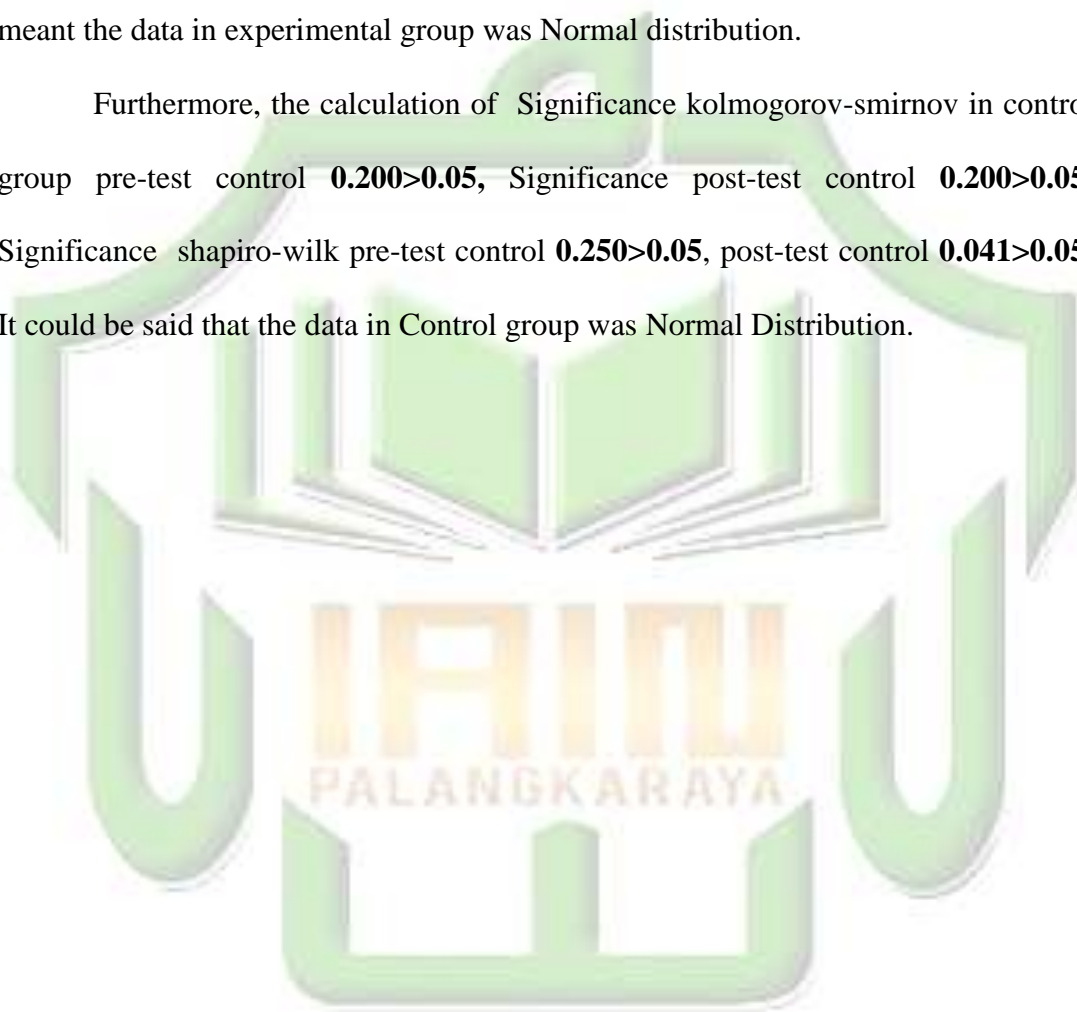 meant the data in experimental group was Normal distribution.
Furthermore, the calculation of Significance kolmogorov-smirnov in contro
group pre-test control 0.200>0.05, Significance post-test control 0.200>0.05
Significance shapiro-wilk pre-test control 0.250>0.05, post-test control 0.041>0.05
It could be said that the data in Control group was Normal Distribution.
IAIN
PALANGKARAYA